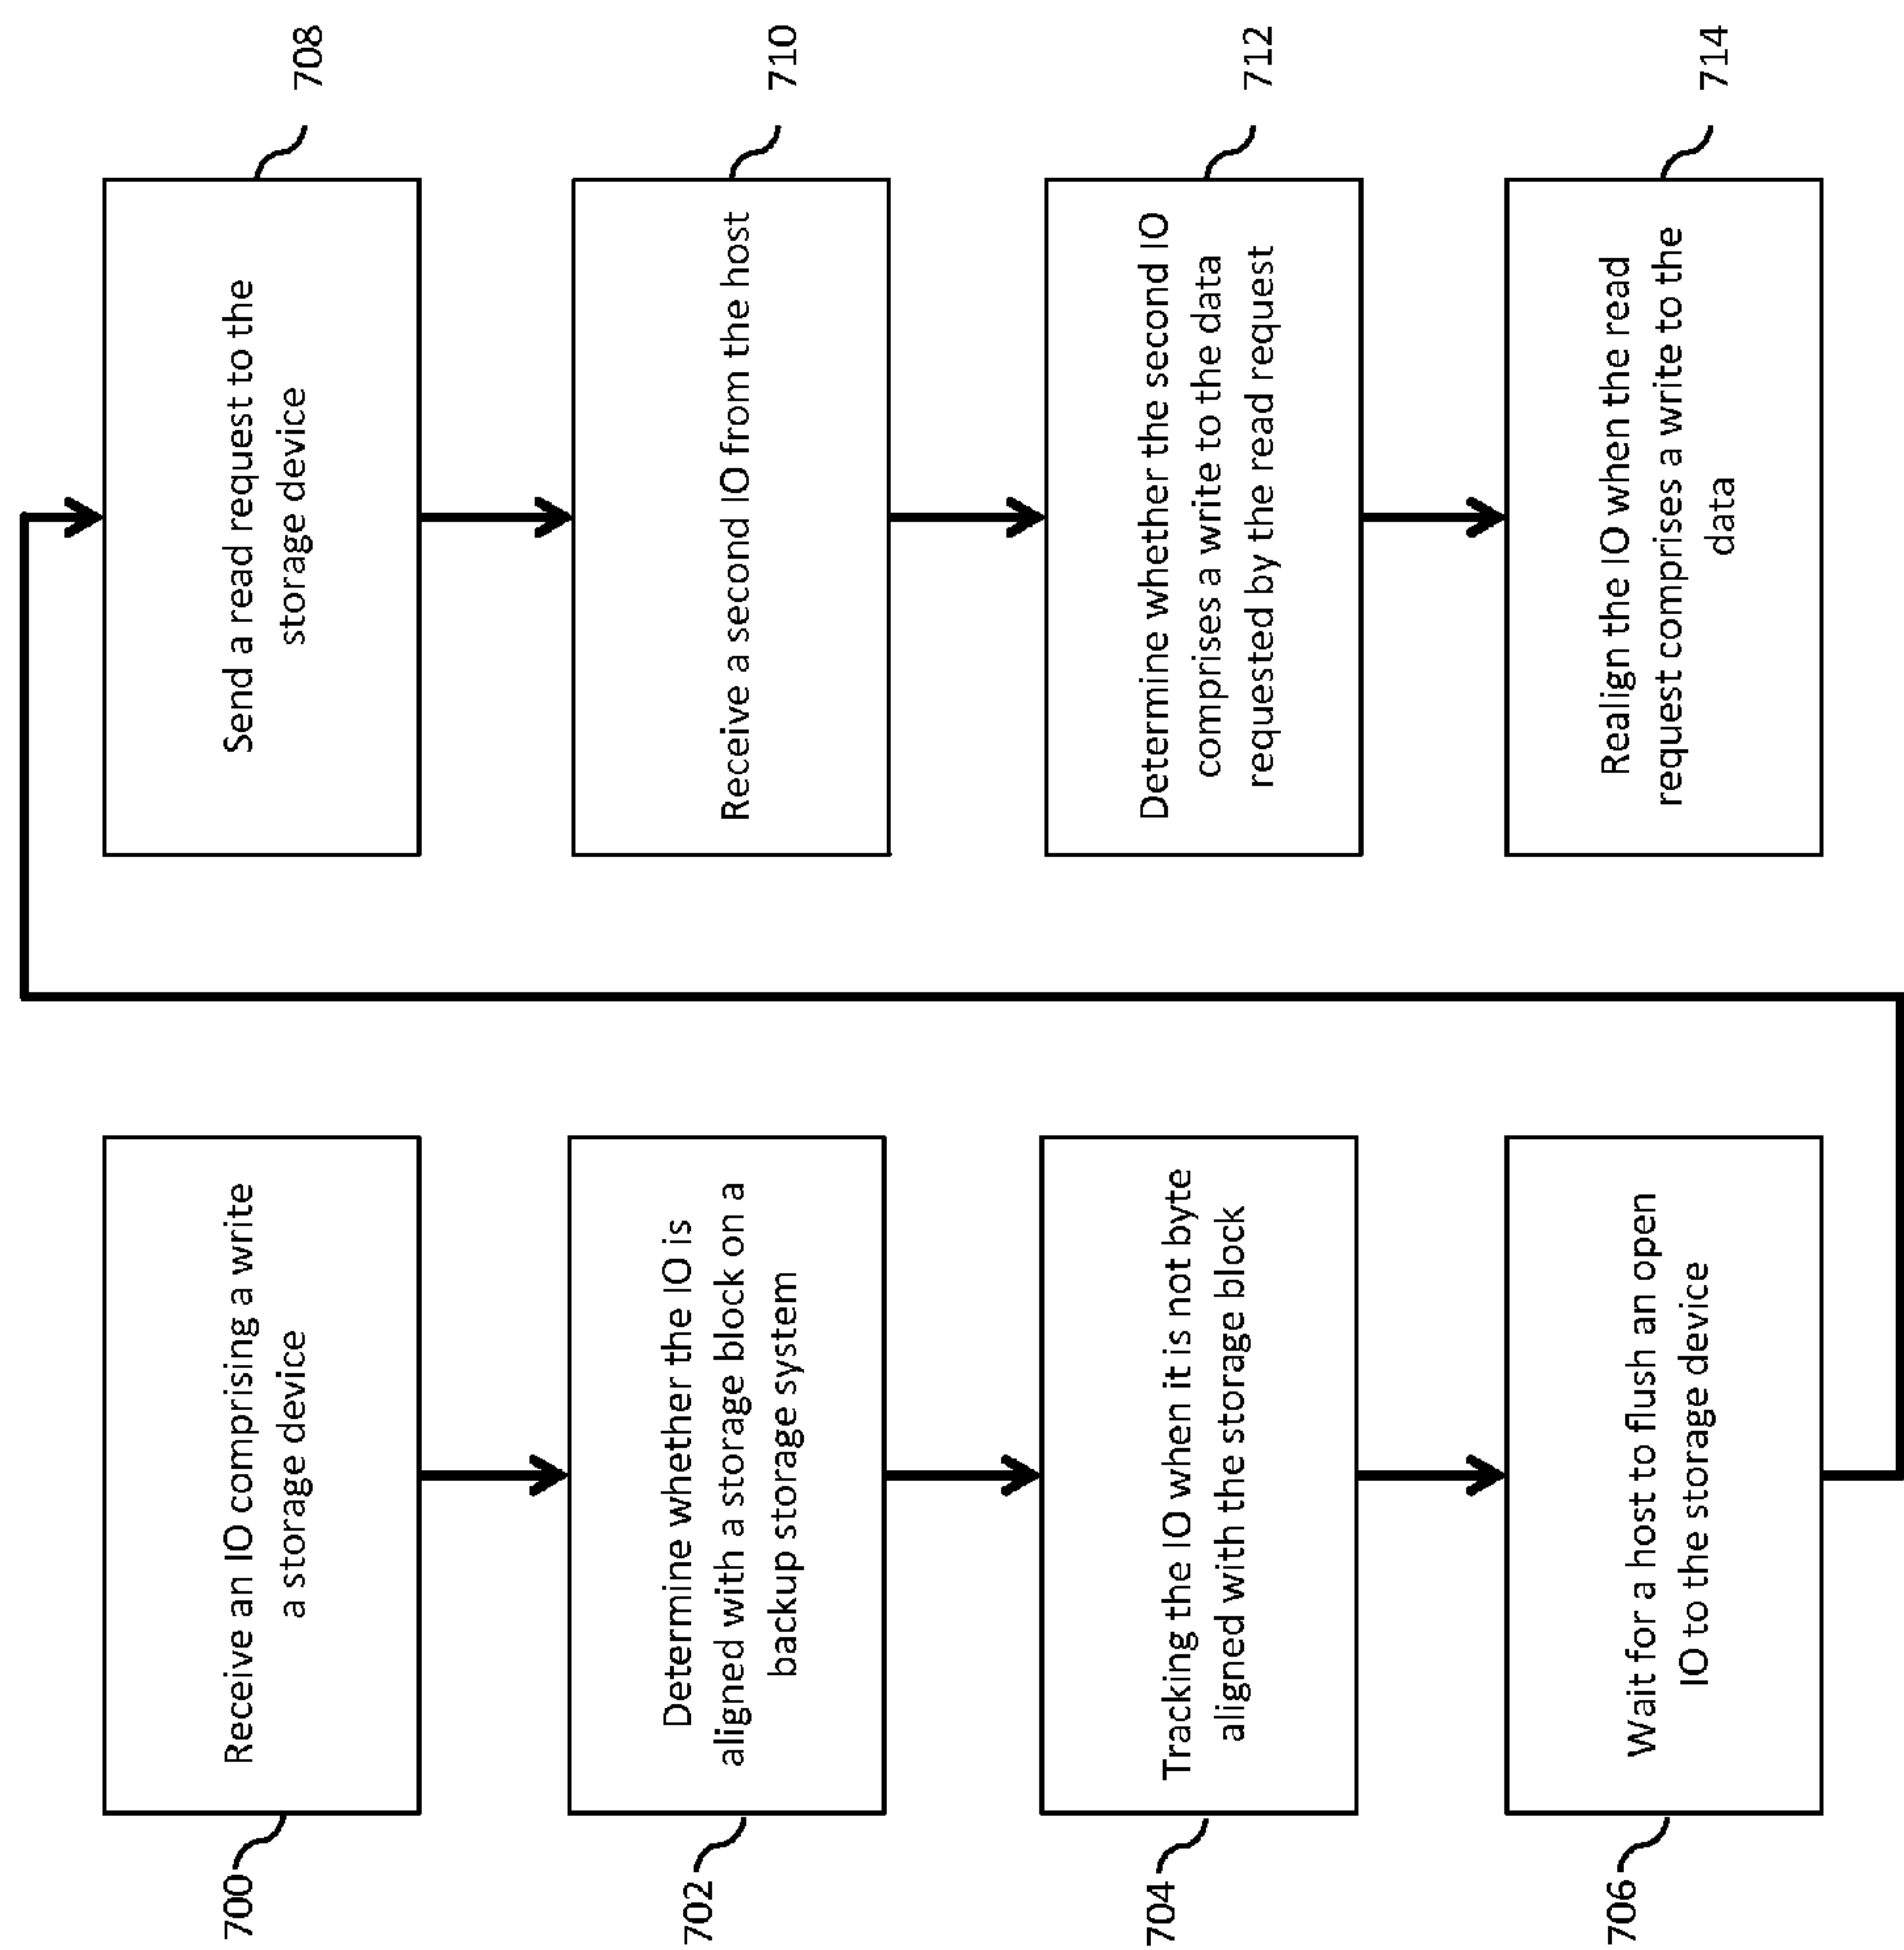 700
Receive an IO comprising a write
a storage device
702
Determine whether the IO is
aligned with a storage block on a
backup storage system
704
Tracking the IO when it is not byte
aligned with the storage block
706
Wait for a host to flush an open
IO to the storage device
Send a read request to the
storage device
708
Receive a second IO from the host
710
Determine whether the second IO
comprises a write to the data
requested by the read request
712
Realign the IO when the read
request comprises a write to the
data
714